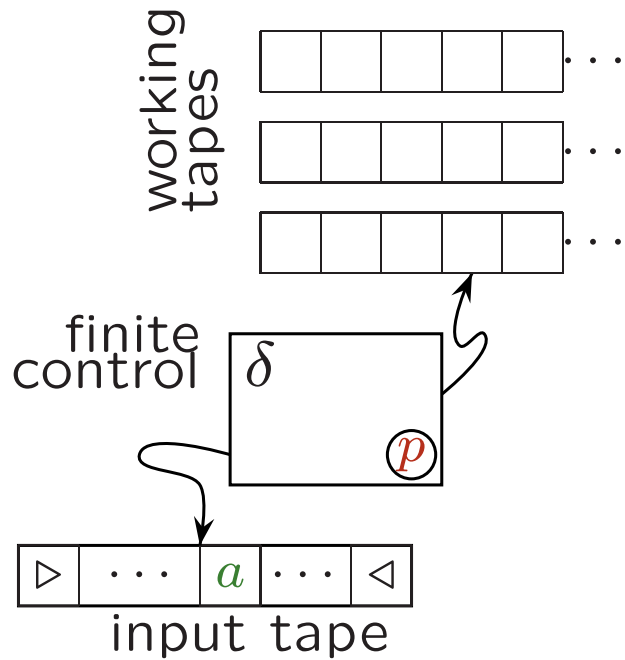 working
tapes
· · ·
· · ·
· · ·
finite
control
δ
p
▷ · · · a · · · ◁
input tape